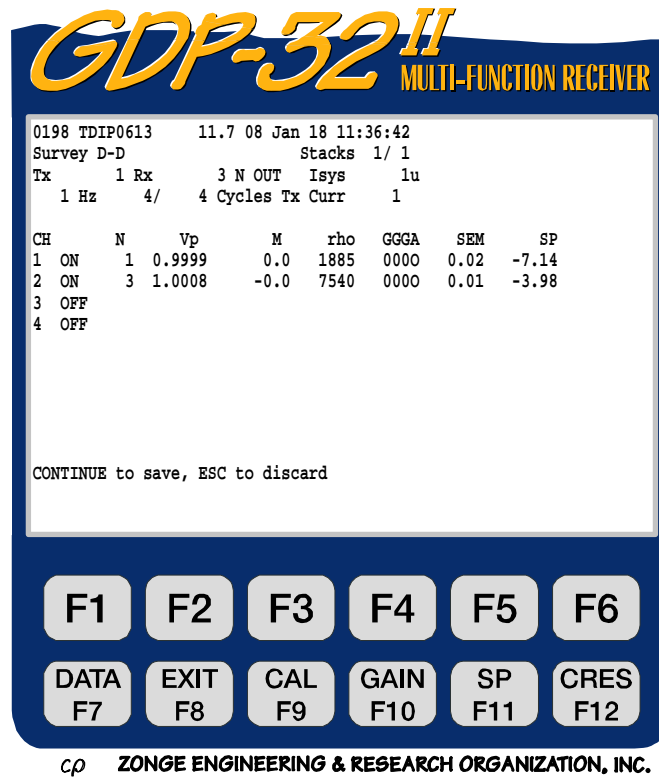 GDP-32 II
MULTI-FUNCTION RECEIVER
0198 TDIP0613 11.7 08 Jan 18 11:36:42
Survey D-D Stacks 1/ 1
Tx 1 Rx 3 N OUT Isys 1u
1 Hz 4/ 4 Cycles Tx Curr 1
CH N Vp M rho GGGA SEM SP
1 ON 1 0.9999 0.0 1885 000O 0.02 -7.14
2 ON 3 1.0008 -0.0 7540 000O 0.01 -3.98
3 OFF
4 OFF
CONTINUE to save, ESC to discard
F1 F2 F3 F4 F5 F6
DATA EXIT CAL GAIN SP CRES
F7 F8 F9 F10 F11 F12
ZONGE ENGINEERING & RESEARCH ORGANIZATION, INC.